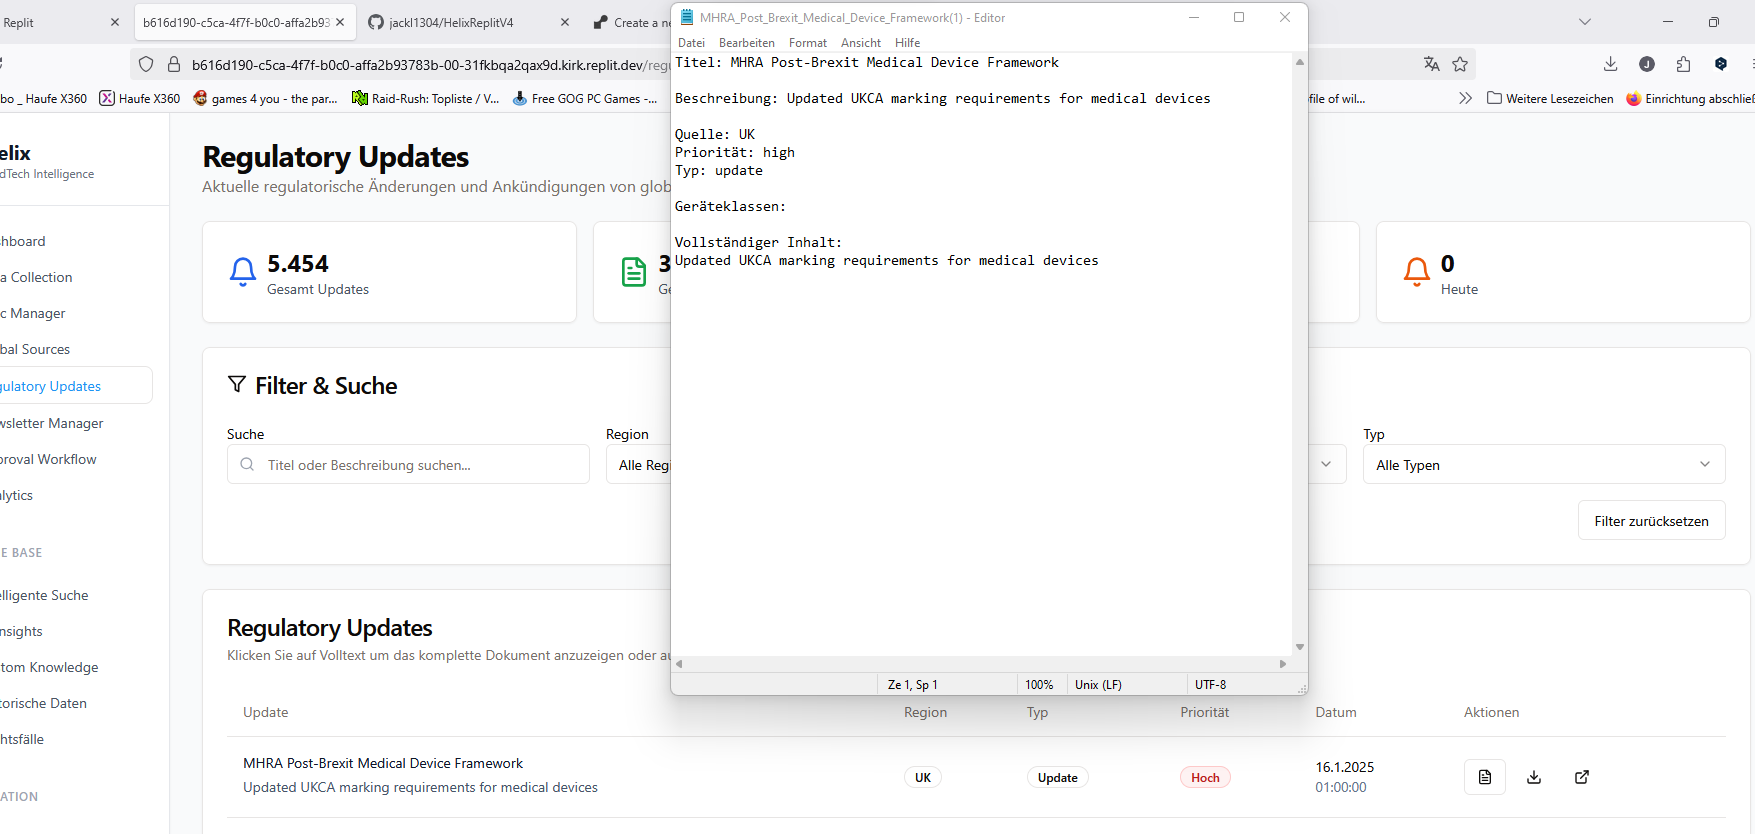 Replit
b616d190-c5ca-4f7f-b0c0-affa2b93
jackl1304/HelixReplitV4
Create a ne
MHRA_Post_Brexit_Medical_Device_Framework(1) - Editor
Datei Bearbeiten Format Ansicht Hilfe
b616d190-c5ca-4f7f-b0c0-affa2b93783b-00-31fkbqa2qax9d.kirk.replit.dev/regu
J
bo _ Haufe X360
Haufe X360
games 4 you - the par...
Raid-Rush: Topliste / V...
Free GOG PC Games -...
file of wil...
Weitere Lesezeichen
Einrichtung abschließ
Titel: MHRA Post-Brexit Medical Device Framework
Beschreibung: Updated UKCA marking requirements for medical devices
Quelle: UK
Priorität: high
Typ: update
Geräteklassen:
Vollständiger Inhalt:
Updated UKCA marking requirements for medical devices
Ze 1, Sp 1 100% Unix (LF) UTF-8
elix
dTech Intelligence
hboard
a Collection
c Manager
bal Sources
gulatory Updates
wsletter Manager
proval Workflow
lytics
E BASE
elligente Suche
nsights
tom Knowledge
torische Daten
htsfälle
ATION
Regulatory Updates
Aktuelle regulatorische Änderungen und Ankündigungen von glob
5.454
Gesamt Updates
3
Ge
0
Heute
Filter & Suche
Suche
Titel oder Beschreibung suchen...
Region
Alle Regi
Typ
Alle Typen
Filter zurücksetzen
Regulatory Updates
Klicken Sie auf Volltext um das komplette Dokument anzuzeigen oder au
Update Region Typ Priorität Datum Aktionen
MHRA Post-Brexit Medical Device Framework
Updated UKCA marking requirements for medical devices
UK
Update
Hoch
16.1.2025
01:00:00